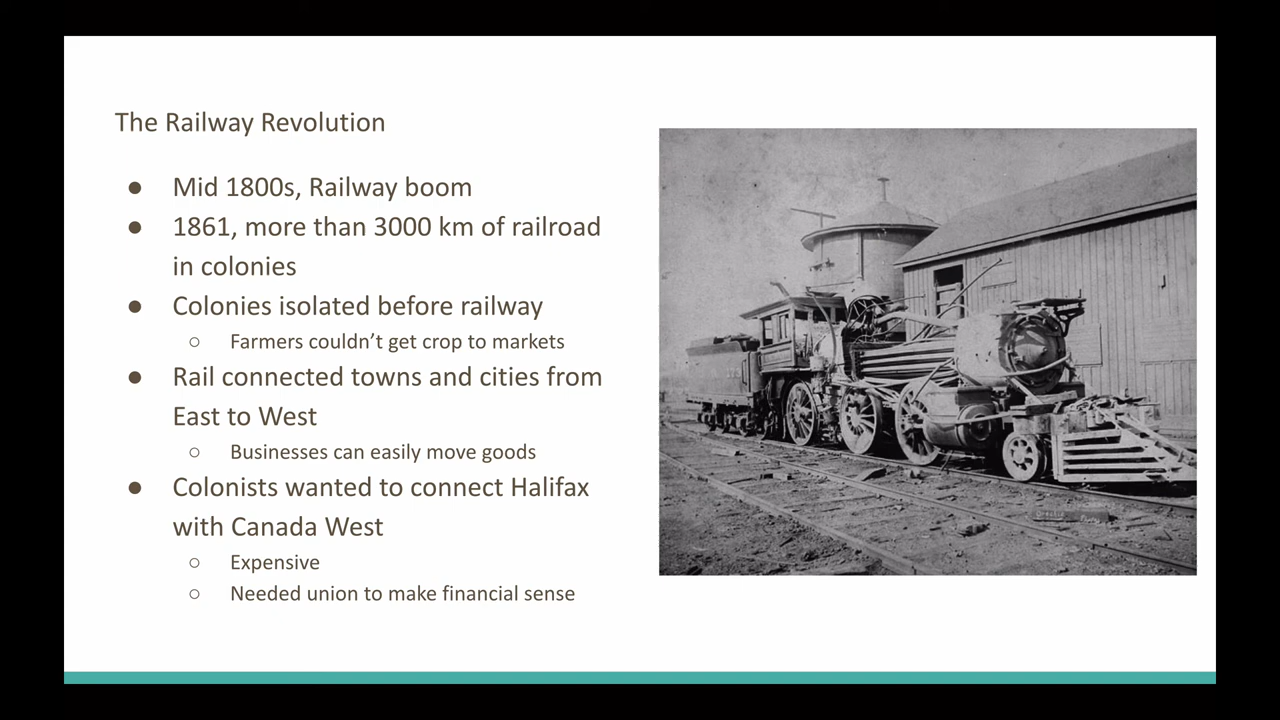 The Railway Revolution
● Mid 1800s, Railway boom
● 1861, more than 3000 km of railroad
in colonies
● Colonies isolated before railway
○ Farmers couldn’t get crop to markets
● Rail connected towns and cities from
East to West
○ Businesses can easily move goods
● Colonists wanted to connect Halifax
with Canada West
○ Expensive
○ Needed union to make financial sense